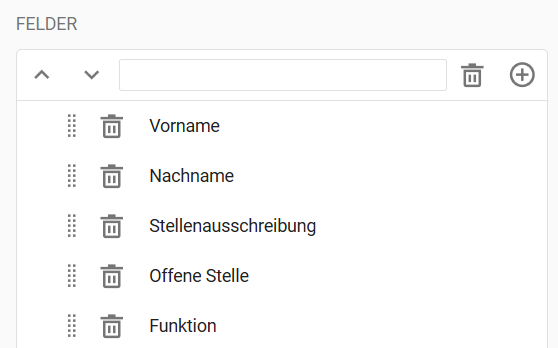 FELDER
Vorname
Nachname
Stellenausschreibung
Offene Stelle
Funktion